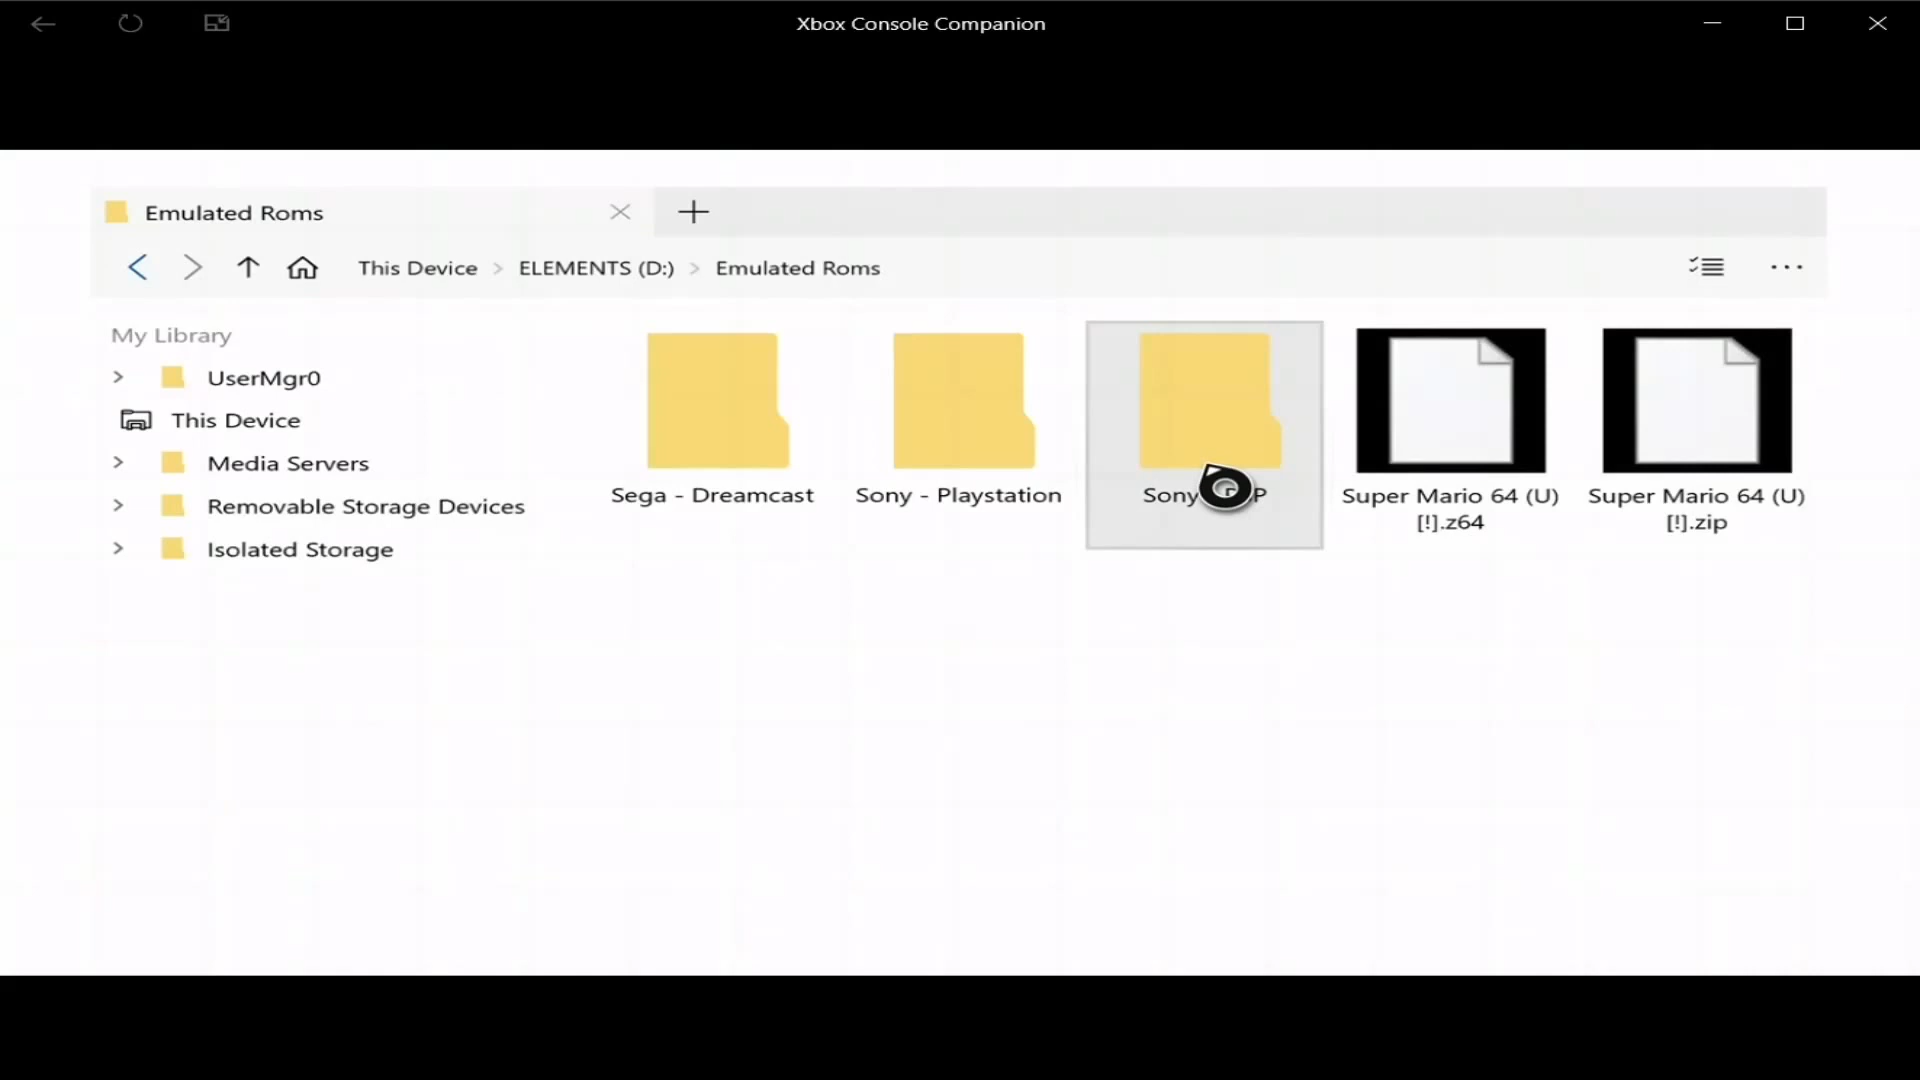 Xbox Console Companion
Emulated Roms
This Device > ELEMENTS (D:) > Emulated Roms
My Library
UserMgr0
This Device
Media Servers
Removable Storage Devices
Isolated Storage
Sega - Dreamcast
Sony - Playstation
Sony
Super Mario 64 (U)
[!].z64
Super Mario 64 (U)
[!].zip